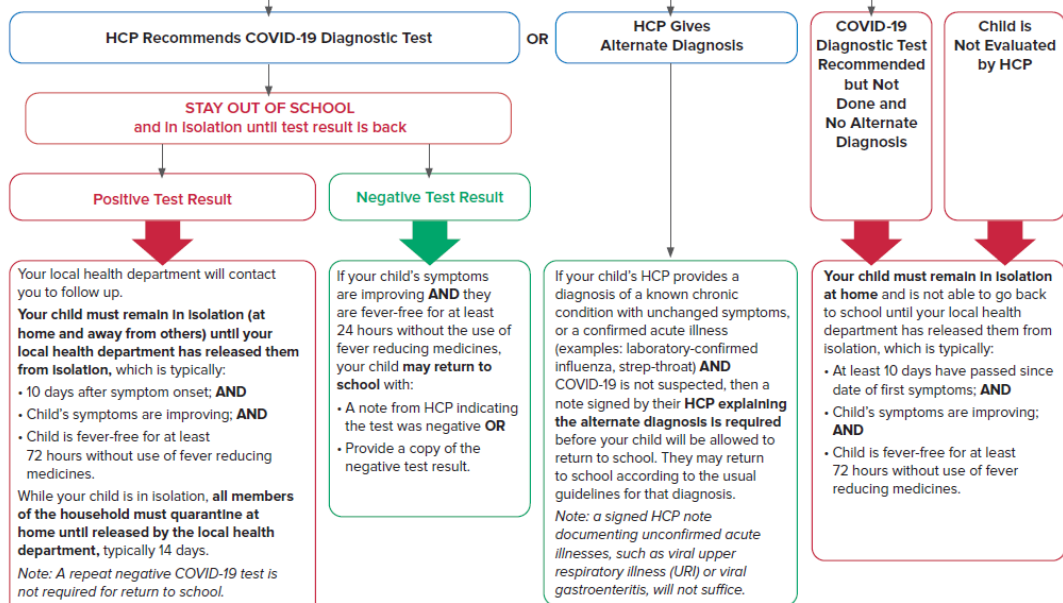 HCP Recommends COVID-19 Diagnostic Test
OR
HCP Gives
Alternate Diagnosis
COVID-19
Diagnostic Test
Recommended
but Not
Done and
No Alternate
Diagnosis
Child is
Not Evaluated
by HCP
STAY OUT OF SCHOOL
and in isolation until test result is back
Positive Test Result
Negative Test Result
Your local health department will contact
you to follow up.
Your child must remain in isolation (at
home and away from others) until your
local health department has released them
from isolation, which is typically:
• 10 days after symptom onset; AND
• Child's symptoms are improving; AND
• Child is fever-free for at least
72 hours without use of fever reducing
medicines.
While your child is in isolation, all members
of the household must quarantine at
home until released by the local health
department, typically 14 days.
Note: A repeat negative COVID-19 test is
not required for return to school.
If your child's symptoms
are improving AND they
are fever-free for at least
24 hours without the use of
fever reducing medicines,
your child may return to
school with:
• A note from HCP indicating
the test was negative OR
• Provide a copy of the
negative test result.
If your child's HCP provides a
diagnosis of a known chronic
condition with unchanged symptoms,
or a confirmed acute illness
(examples: laboratory-confirmed
influenza, strep-throat) AND
COVID-19 is not suspected, then a
note signed by their HCP explaining
the alternate diagnosis is required
before your child will be allowed to
return to school. They may return
to school according to the usual
guidelines for that diagnosis.
Note: a signed HCP note
documenting unconfirmed acute
illnesses, such as viral upper
respiratory illness (URI) or viral
gastroenteritis, will not suffice.
Your child must remain in isolation
at home and is not able to go back
to school until your local health
department has released them from
isolation, which is typically:
• At least 10 days have passed since
date of first symptoms; AND
• Child's symptoms are improving;
AND
• Child is fever-free for at least
72 hours without use of fever
reducing medicines.